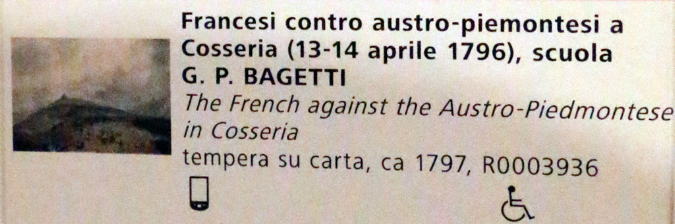 Francesi contro austro-piemontesi a
Cosseria (13-14 aprile 1796), scuola
G. P. BAGETTI
The French against the Austro-Piedmontese
in Cosseria
tempera su carta, ca 1797, R0003936